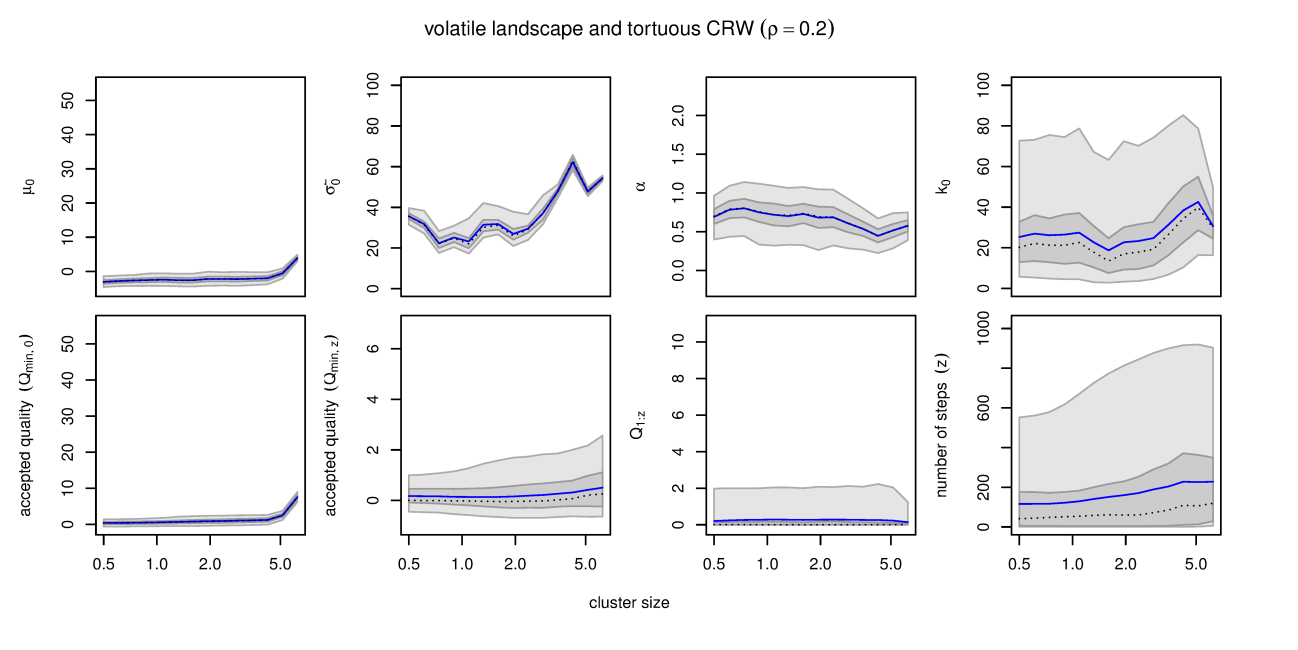 volatile landscape and tortuous CRW (ρ = 0.2)
μ0
0 10 20 30 40 50
σ0-
0 20 40 60 80 100
α
0.0 0.5 1.0 1.5 2.0
k0
0 20 40 60 80 100
accepted quality (Qmin, 0)
0 10 20 30 40 50
accepted quality (Qmin, z)
0 2 4 6
Q1:z
0 2 4 6 8 10
number of steps (z)
0 200 600 1000
0.5 1.0 2.0 5.0
0.5 1.0 2.0 5.0
0.5 1.0 2.0 5.0
0.5 1.0 2.0 5.0
cluster size